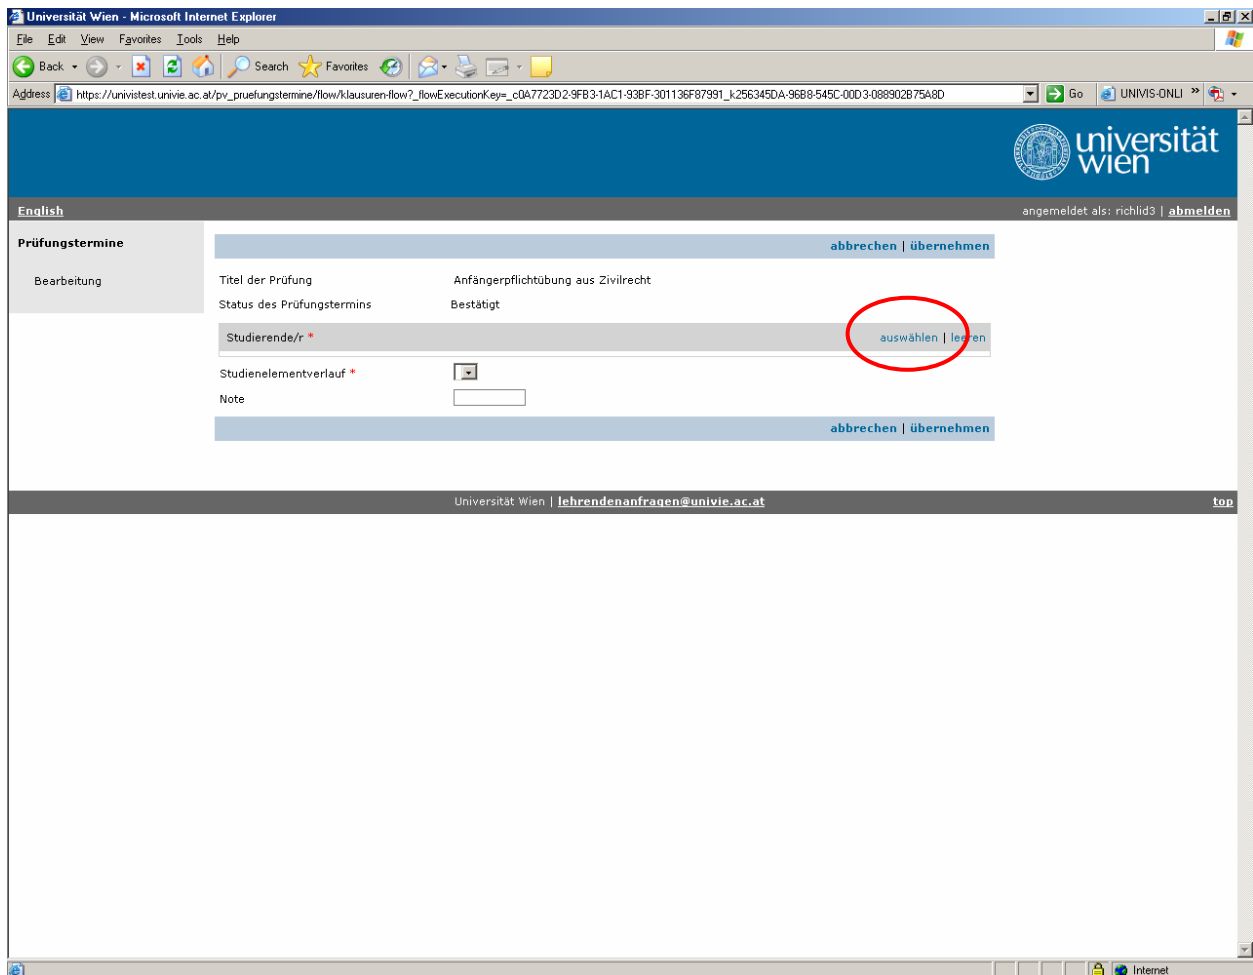 Universität Wien - Microsoft Internet Explorer
File Edit View Favorites Tools Help
Back Search Favorites
Address https://univistest.univie.ac.at/pv_pruefungstermine/flow/klausuren-flow?_flowExecutionKey=_c0A7723D2-9FB3-1AC1-93BF-301136F87991_k256345DA-96B8-545C-00D3-088902B75A8D Go UNIVIS-ONLI »
universität
wien
English angemeldet als: richlid3 | abmelden
Prüfungstermine
abbrechen | übernehmen
Bearbeitung
Titel der Prüfung Anfängerpflichtübung aus Zivilrecht
Status des Prüfungstermins Bestätigt
Studierende/r * auswählen | leeren
Studienelementverlauf *
Note
abbrechen | übernehmen
Universität Wien | lehrendenanfragen@univie.ac.at top
Internet